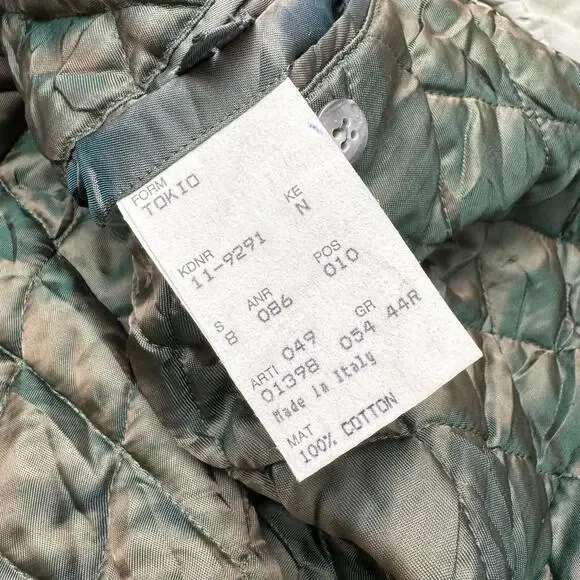 FORM KE
TOKIO N
KDNR POS
11-9291 010
S ANR GR
8 086 054 44R
ARTI 049
01398
Made in Italy
MAT
100% COTTON